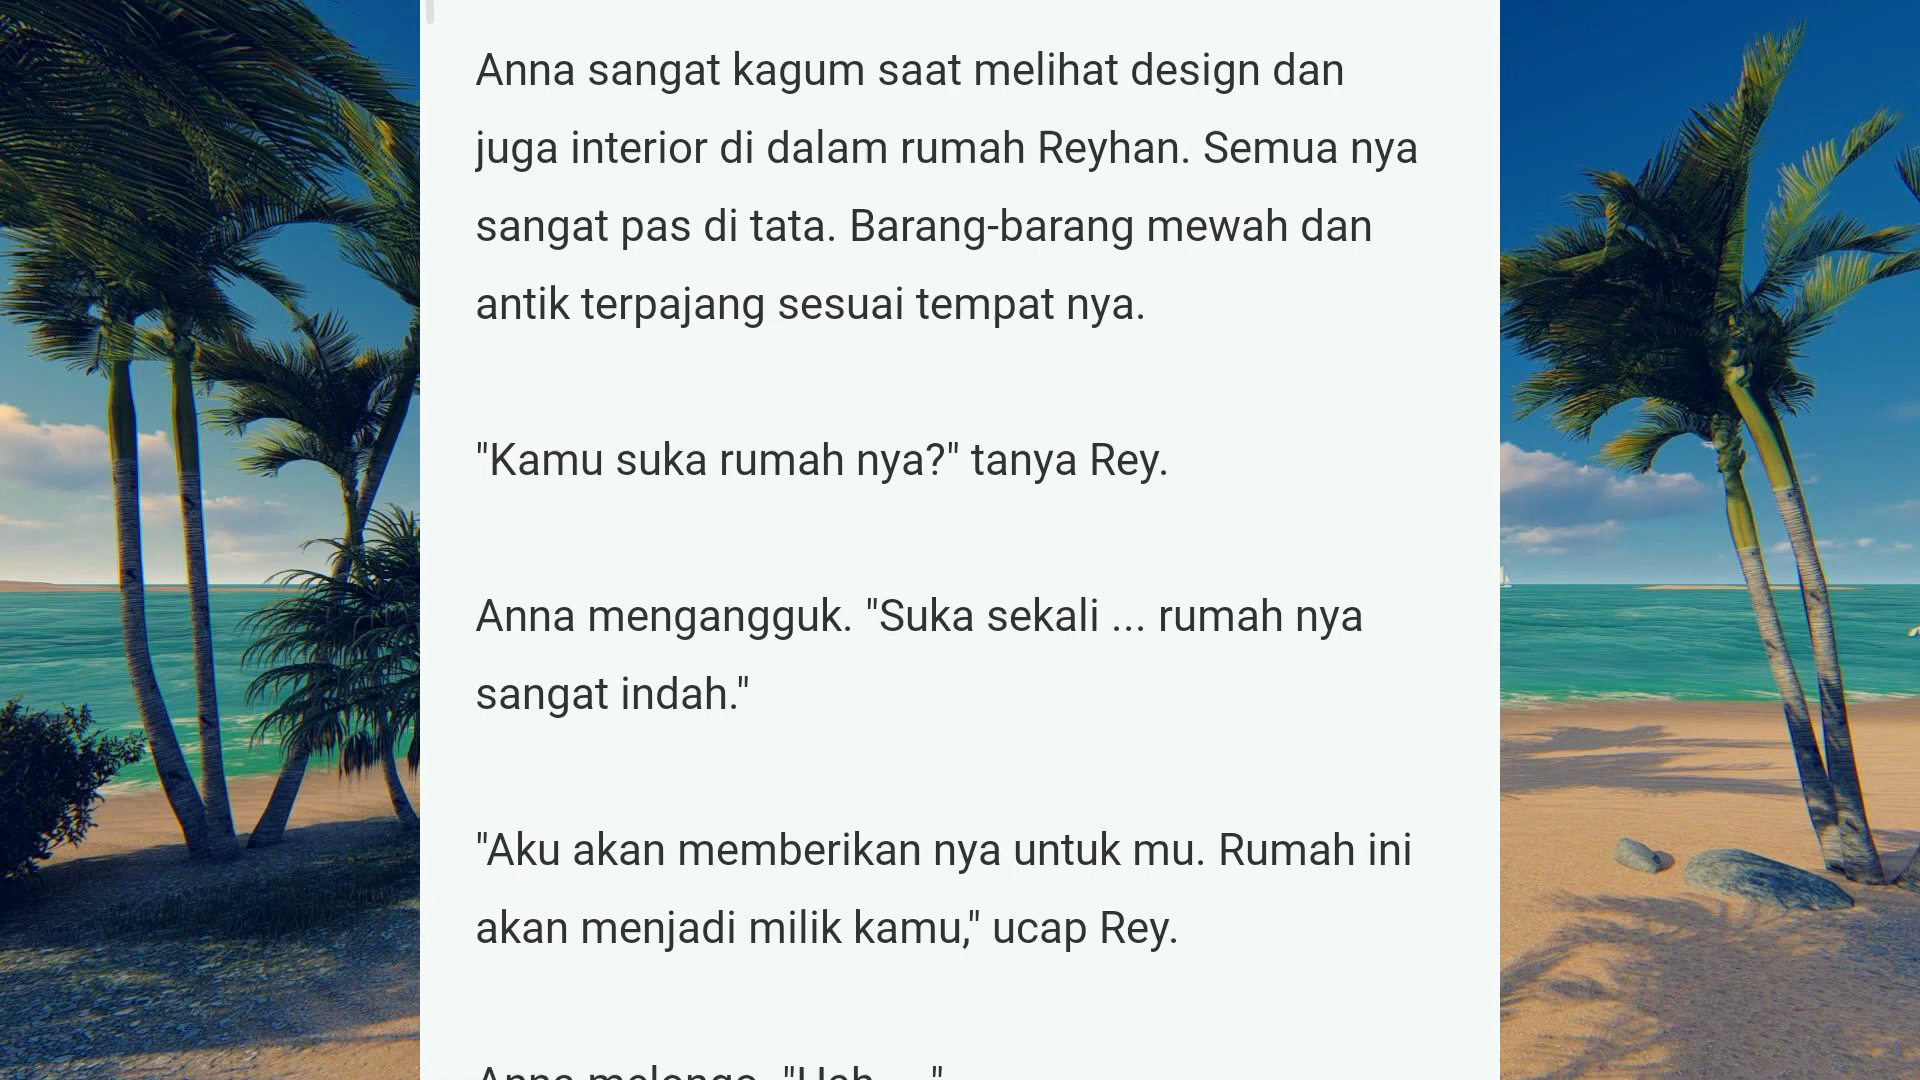 Anna sangat kagum saat melihat design dan
juga interior di dalam rumah Reyhan. Semua nya
sangat pas di tata. Barang-barang mewah dan
antik terpajang sesuai tempat nya.
"Kamu suka rumah nya?" tanya Rey.
Anna mengangguk. "Suka sekali ... rumah nya
sangat indah."
"Aku akan memberikan nya untuk mu. Rumah ini
akan menjadi milik kamu," ucap Rey.
Anna melongo.